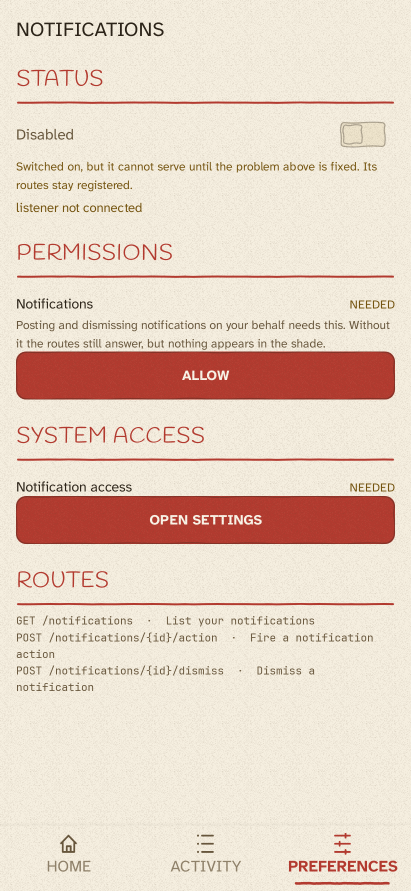 NOTIFICATIONS
STATUS
Disabled
Switched on, but it cannot serve until the problem above is fixed. Its
routes stay registered.
listener not connected
PERMISSIONS
Notifications NEEDED
Posting and dismissing notifications on your behalf needs this. Without
it the routes still answer, but nothing appears in the shade.
ALLOW
SYSTEM ACCESS
Notification access NEEDED
OPEN SETTINGS
ROUTES
GET /notifications · List your notifications
POST /notifications/{id}/action · Fire a notification
action
POST /notifications/{id}/dismiss · Dismiss a
notification
HOME ACTIVITY PREFERENCES